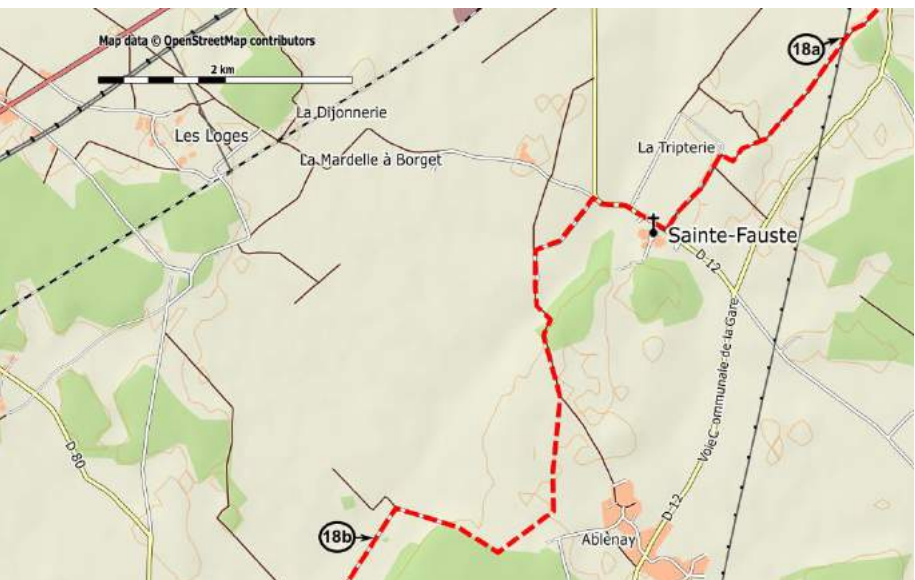 Map data © OpenStreetMap contributors
2 km
18a
La Dijonnerie
Les Loges
La Mardelle à Borget
La Tripterie
Sainte-Fauste
D-12
Voie Communale de la Gare
D-80
D-12
18b
Ablenay